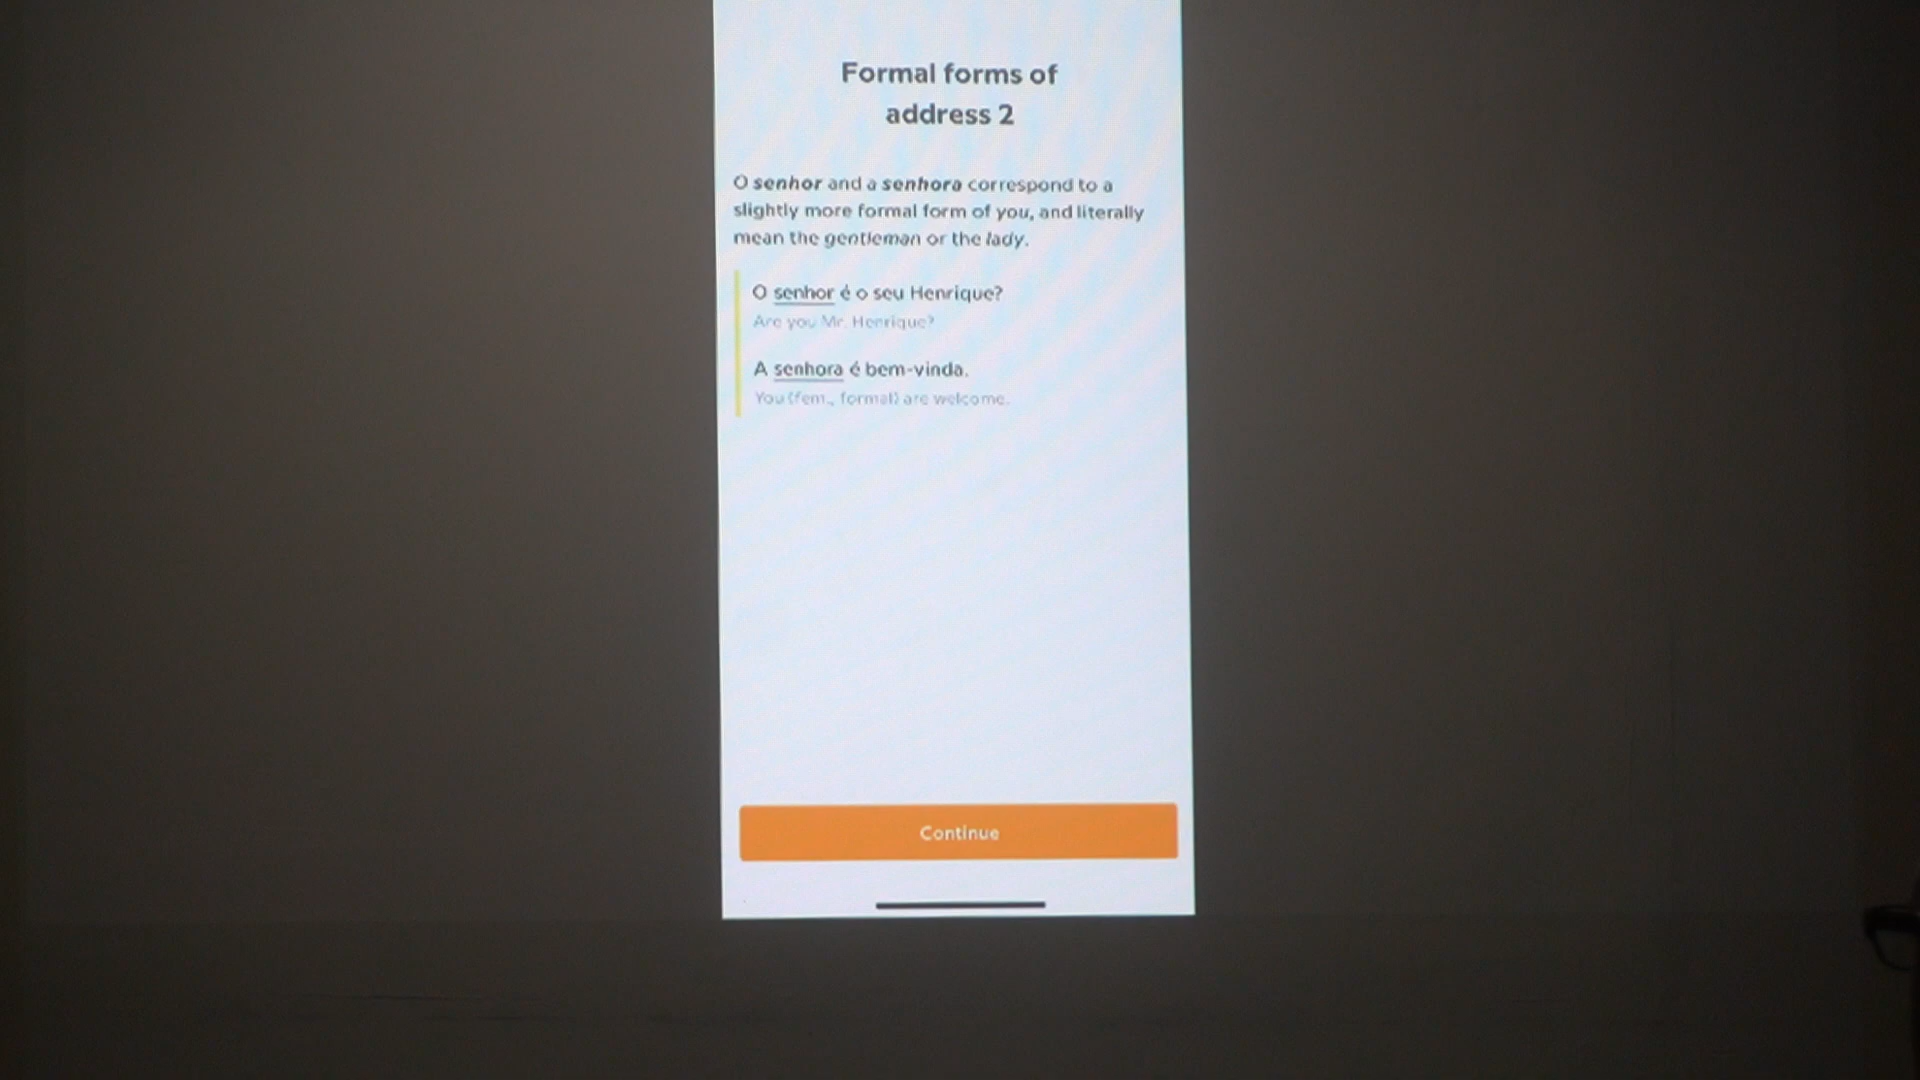 Formal forms of
address 2
O senhor and a senhora correspond to a
slightly more formal form of you, and literally
mean the gentleman or the lady.
O senhor é o seu Henrique?
Are you Mr. Henrique?
A senhora é bem-vinda.
You (fem., formal) are welcome.
Continue